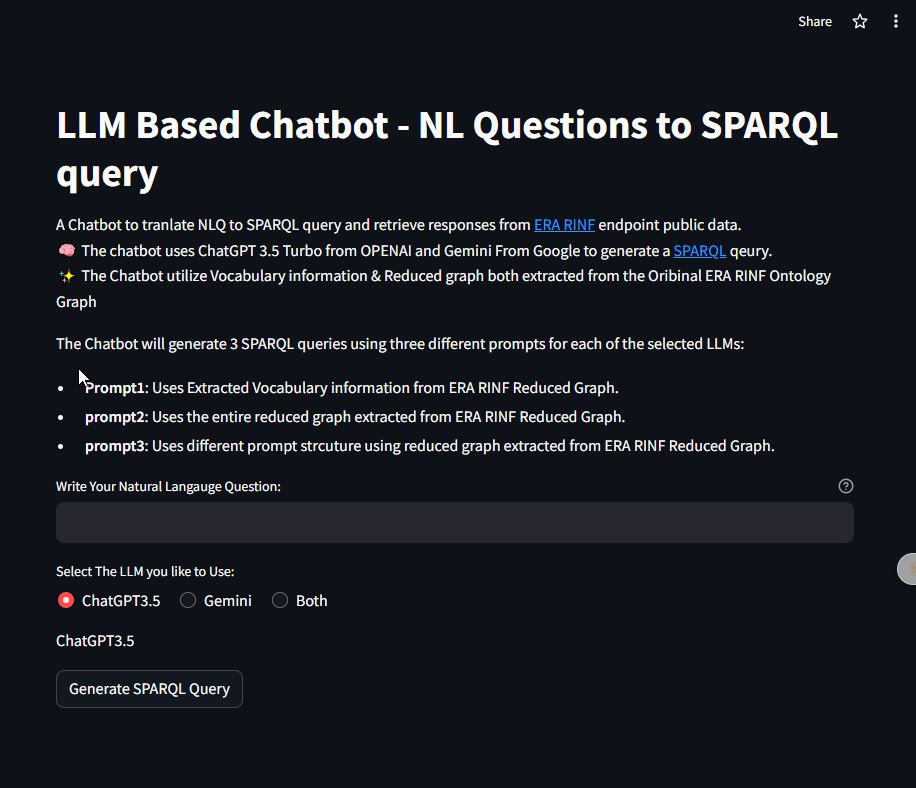 Share
LLM Based Chatbot - NL Questions to SPARQL
query
A Chatbot to tranlate NLQ to SPARQL query and retrieve responses from ERA RINF endpoint public data.
🧠 The chatbot uses ChatGPT 3.5 Turbo from OPENAI and Gemini From Google to generate a SPARQL qeury.
✨ The Chatbot utilize Vocabulary information & Reduced graph both extracted from the Oribinal ERA RINF Ontology
Graph
The Chatbot will generate 3 SPARQL queries using three different prompts for each of the selected LLMs:
• Prompt1: Uses Extracted Vocabulary information from ERA RINF Reduced Graph.
• prompt2: Uses the entire reduced graph extracted from ERA RINF Reduced Graph.
• prompt3: Uses different prompt strcuture using reduced graph extracted from ERA RINF Reduced Graph.
Write Your Natural Langauge Question:
Select The LLM you like to Use:
ChatGPT3.5 Gemini Both
ChatGPT3.5
Generate SPARQL Query